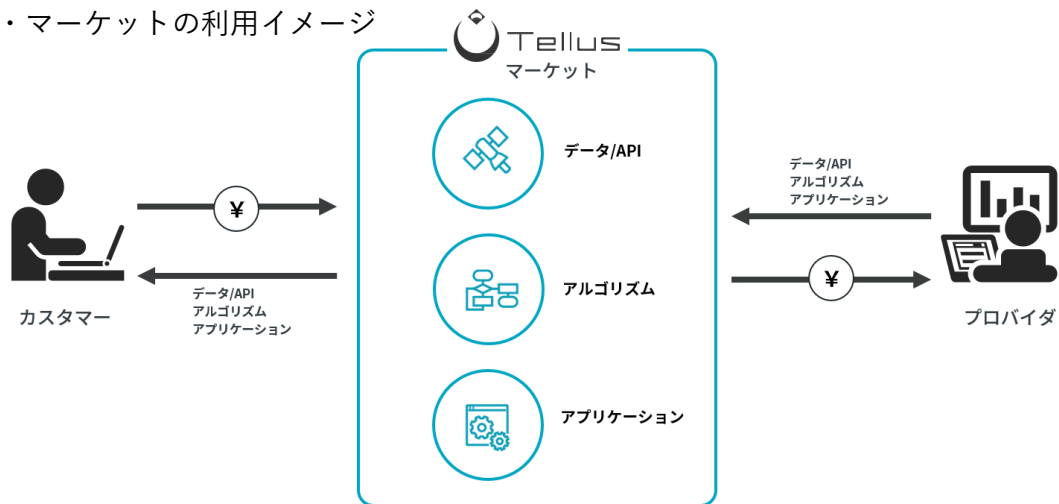 ・マーケットの利用イメージ
Tellus
マーケット
データ/API
アルゴリズム
アプリケーション
¥
データ/API
アルゴリズム
アプリケーション
カスタマー
データ/API
アルゴリズム
アプリケーション
¥
プロバイダ